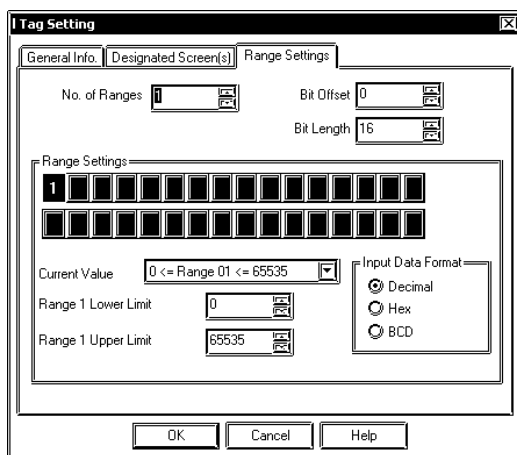 I Tag Setting
General Info. Designated Screen(s) Range Settings
No. of Ranges 1 Bit Offset 0
Bit Length 16
Range Settings
1
Current Value 0 <= Range 01 <= 65535
Input Data Format
Decimal
Range 1 Lower Limit 0
Hex
Range 1 Upper Limit 65535
BCD
OK Cancel Help